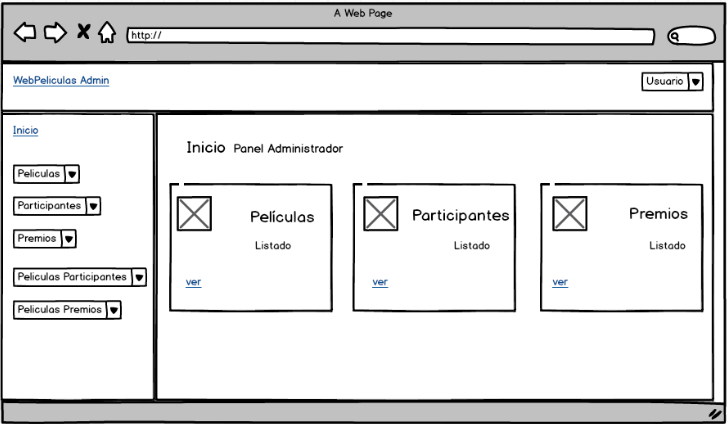 A Web Page
http://
WebPeliculas Admin
Usuario
Inicio
Peliculas
Participantes
Premios
Peliculas Participantes
Peliculas Premios
Inicio Panel Administrador
Películas
Listado
ver
Participantes
Listado
ver
Premios
Listado
ver